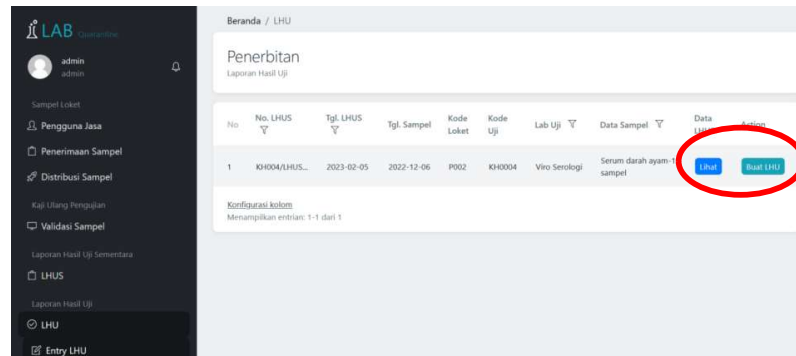 iLAB Quarantine
admin
admin
Sampel Loket
Pengguna Jasa
Penerimaan Sampel
Distribusi Sampel
Kaji Ulang Pengujian
Validasi Sampel
Laporan Hasil Uji Sementara
LHUS
Laporan Hasil Uji
LHU
Entry LHU
Beranda / LHU
Penerbitan
Laporan Hasil Uji
No No. LHUS Tgl. LHUS Tgl. Sampel Kode Loket Kode Uji Lab Uji Data Sampel Data LHUS Action
1 KH004/LHUS... 2023-02-05 2022-12-06 P002 KH0004 Viro Serologi Serum darah ayam-1 sampel Lihat Buat LHU
Konfigurasi kolom
Menampilkan entrian: 1-1 dari 1